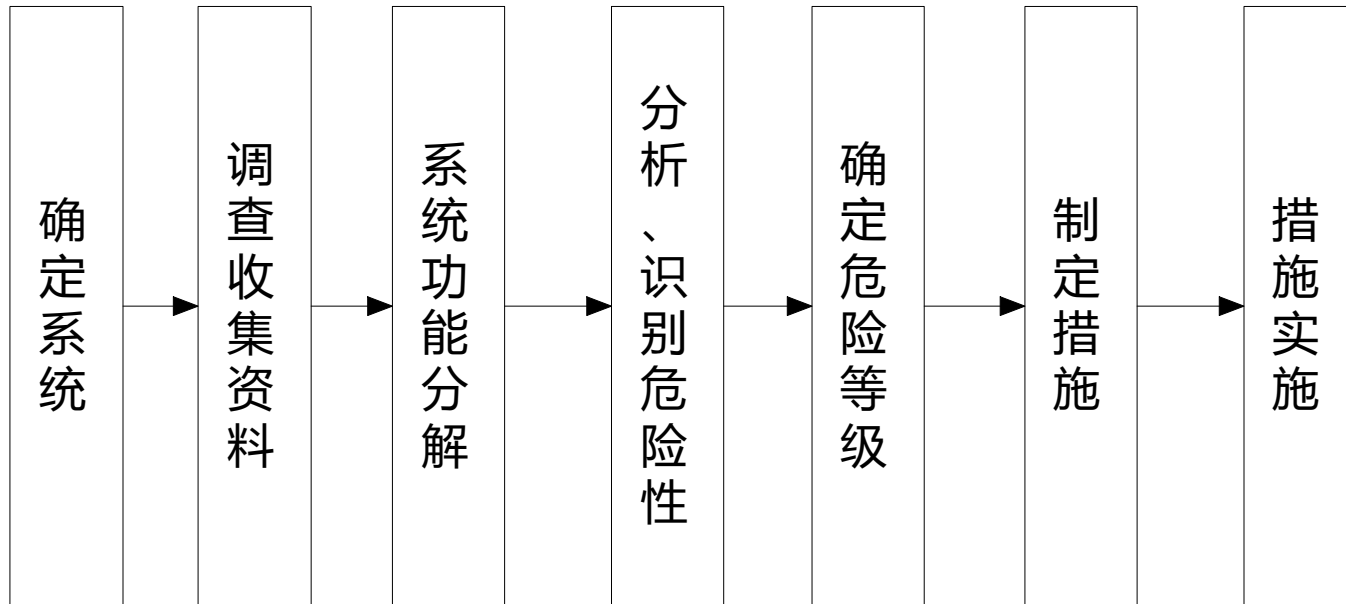 确定系统
调查收集资料
系统功能分解
分析、识别危险性
确定危险等级
制定措施
措施实施